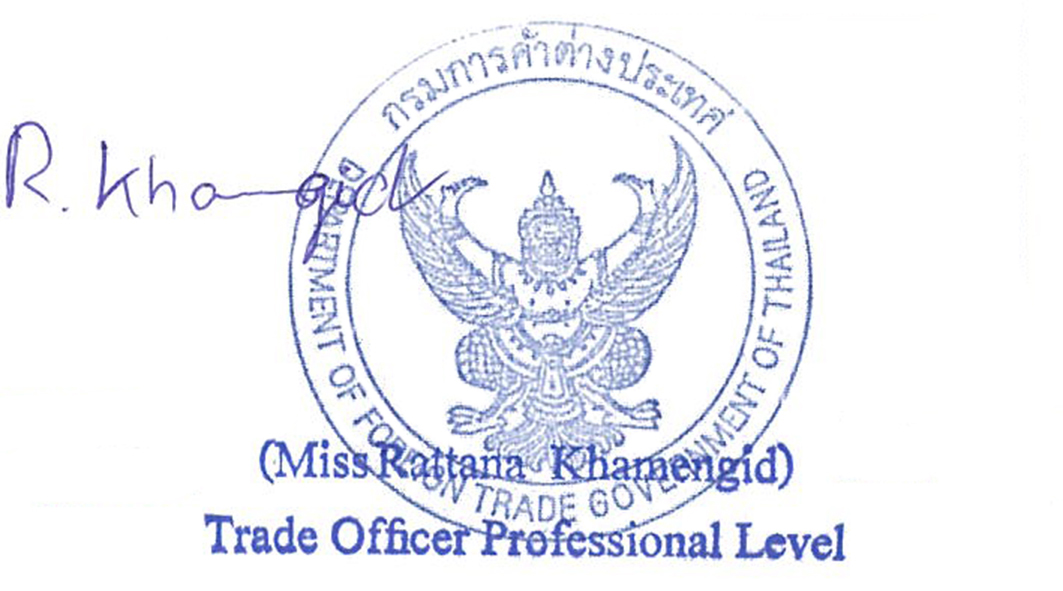 กรมการค้าต่างประเทศ
DEPARTMENT OF FOREIGN TRADE GOVERNMENT OF THAILAND
R. Khamgid
(Miss Rattana Khamengid)
Trade Officer Professional Level